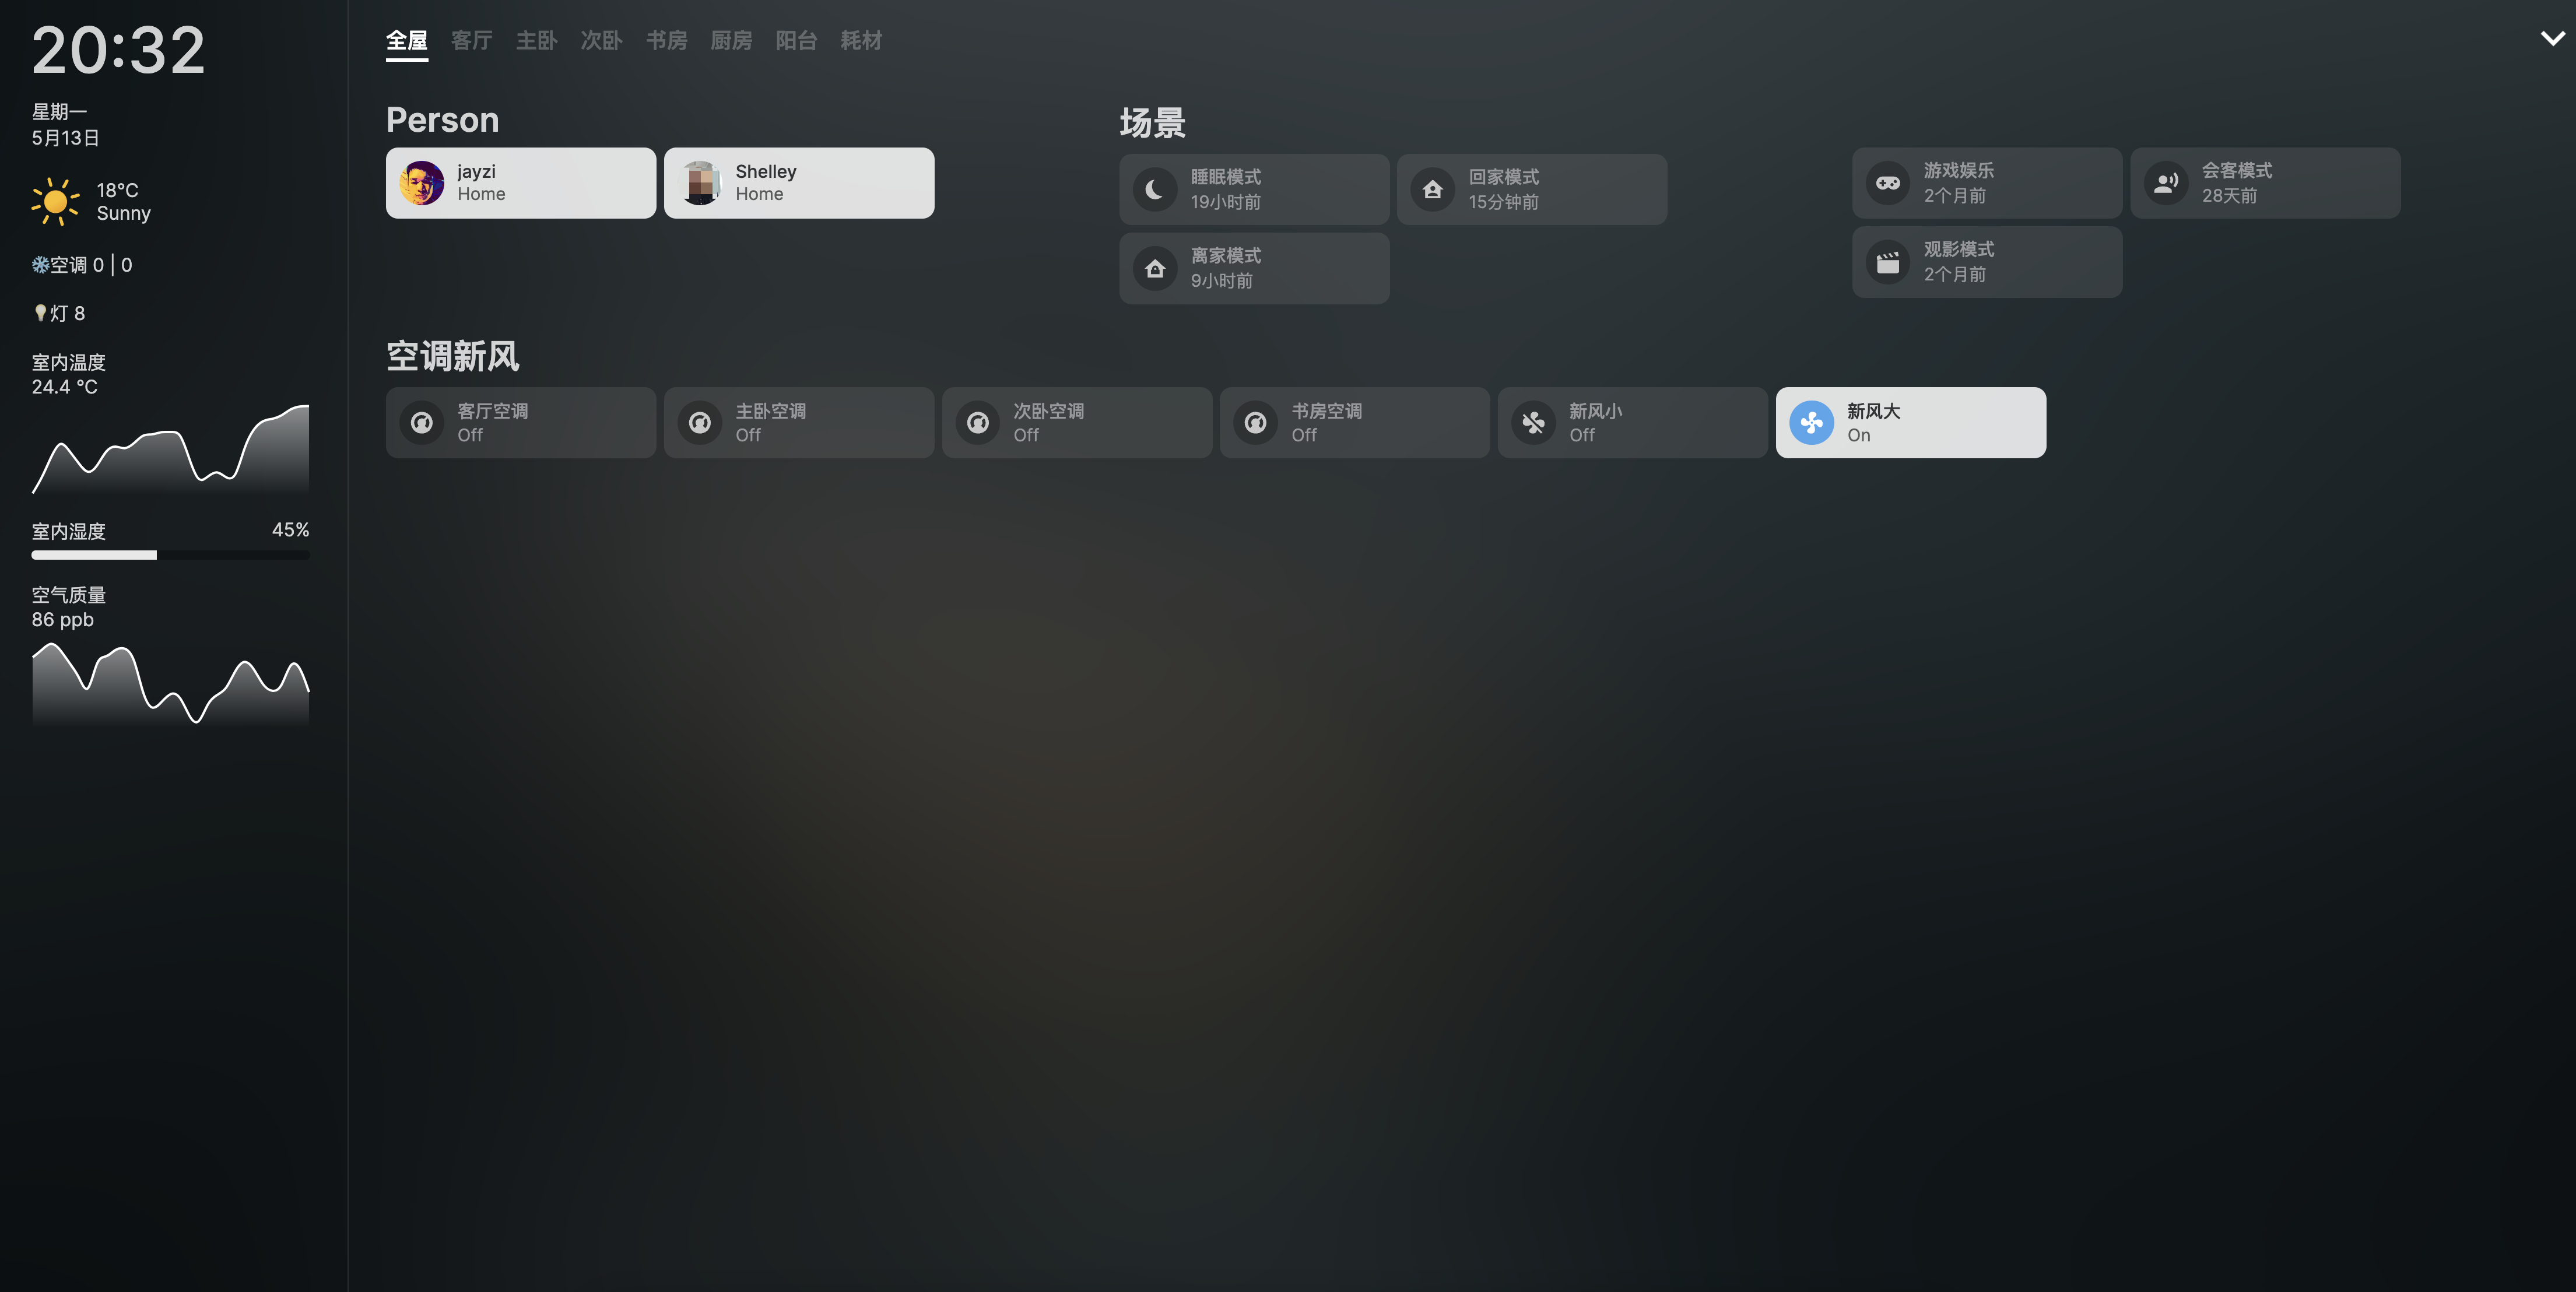 20:32
星期一
5月13日
18°C
Sunny
空调 0 | 0
灯 8
室内温度
24.4 °C
室内湿度 45%
空气质量
86 ppb
全屋 客厅 主卧 次卧 书房 厨房 阳台 耗材
Person
jayzi
Home
Shelley
Home
场景
睡眠模式
19小时前
回家模式
15分钟前
离家模式
9小时前
游戏娱乐
2个月前
会客模式
28天前
观影模式
2个月前
空调新风
客厅空调
Off
主卧空调
Off
次卧空调
Off
书房空调
Off
新风小
Off
新风大
On